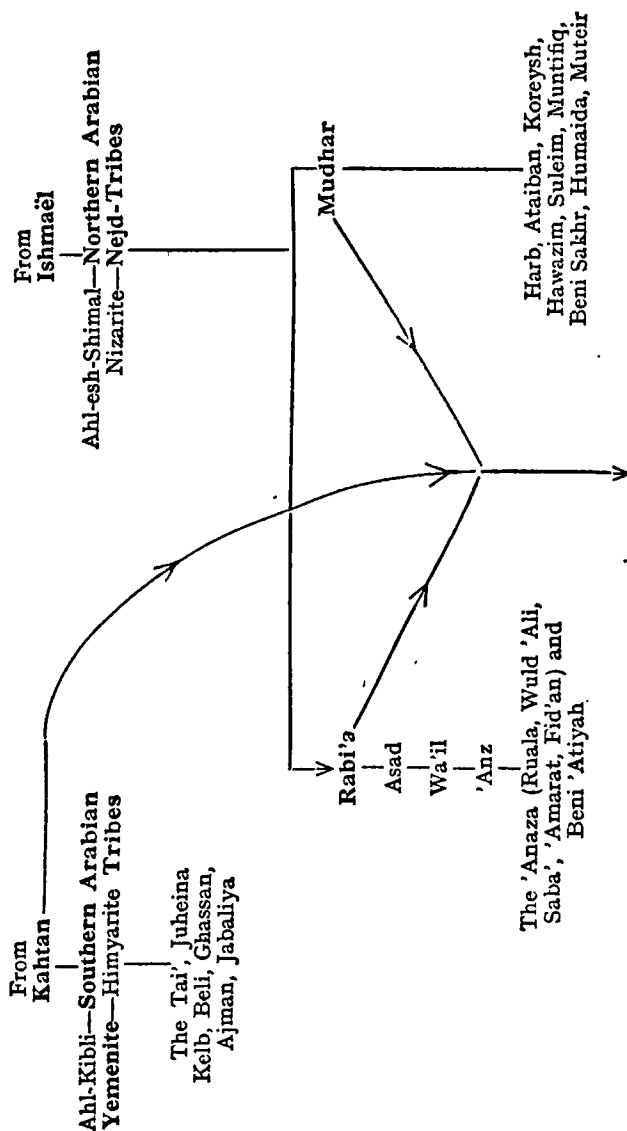 From
Kahtan
Ahl-Kibli—Southern Arabian
Yemenite—Himyarite Tribes
The Tai', Juheina
Kelb, Beli, Ghassan,
Ajman, Jabaliya
From
Ishmaël
Ahl-esh-Shimal—Northern Arabian
Nizarite—Nejd-Tribes
Rabi'a
Asad
Wa'il
'Anz
The 'Anaza (Ruala, Wuld 'Ali,
Saba', 'Amarat, Fid'an) and
Beni 'Atiyah
Mudhar
Harb, Ataiban, Koreysh,
Hawazim, Suleim, Muntifiq,
Beni Sakhr, Humaida, Muteir